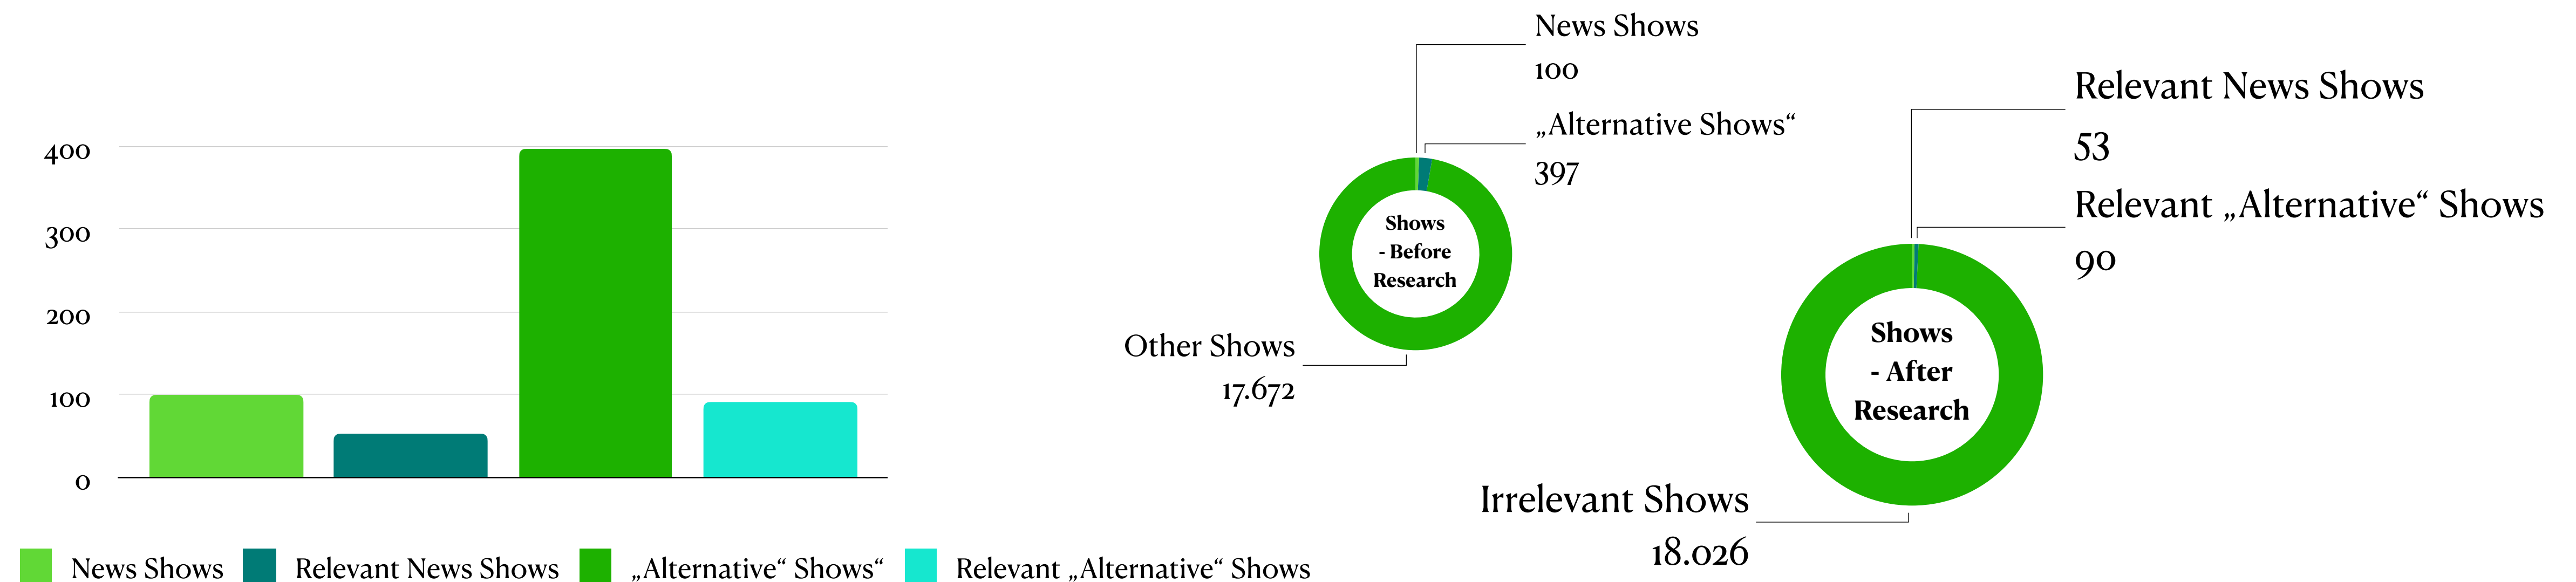 400
300
200
100
0
News Shows
Relevant News Shows
„Alternative“ Shows“
Relevant „Alternative“ Shows
News Shows
100
„Alternative Shows“
397
Shows
- Before
Research
Other Shows
17.672
Relevant News Shows
53
Relevant „Alternative“ Shows
90
Shows
- After
Research
Irrelevant Shows
18.026